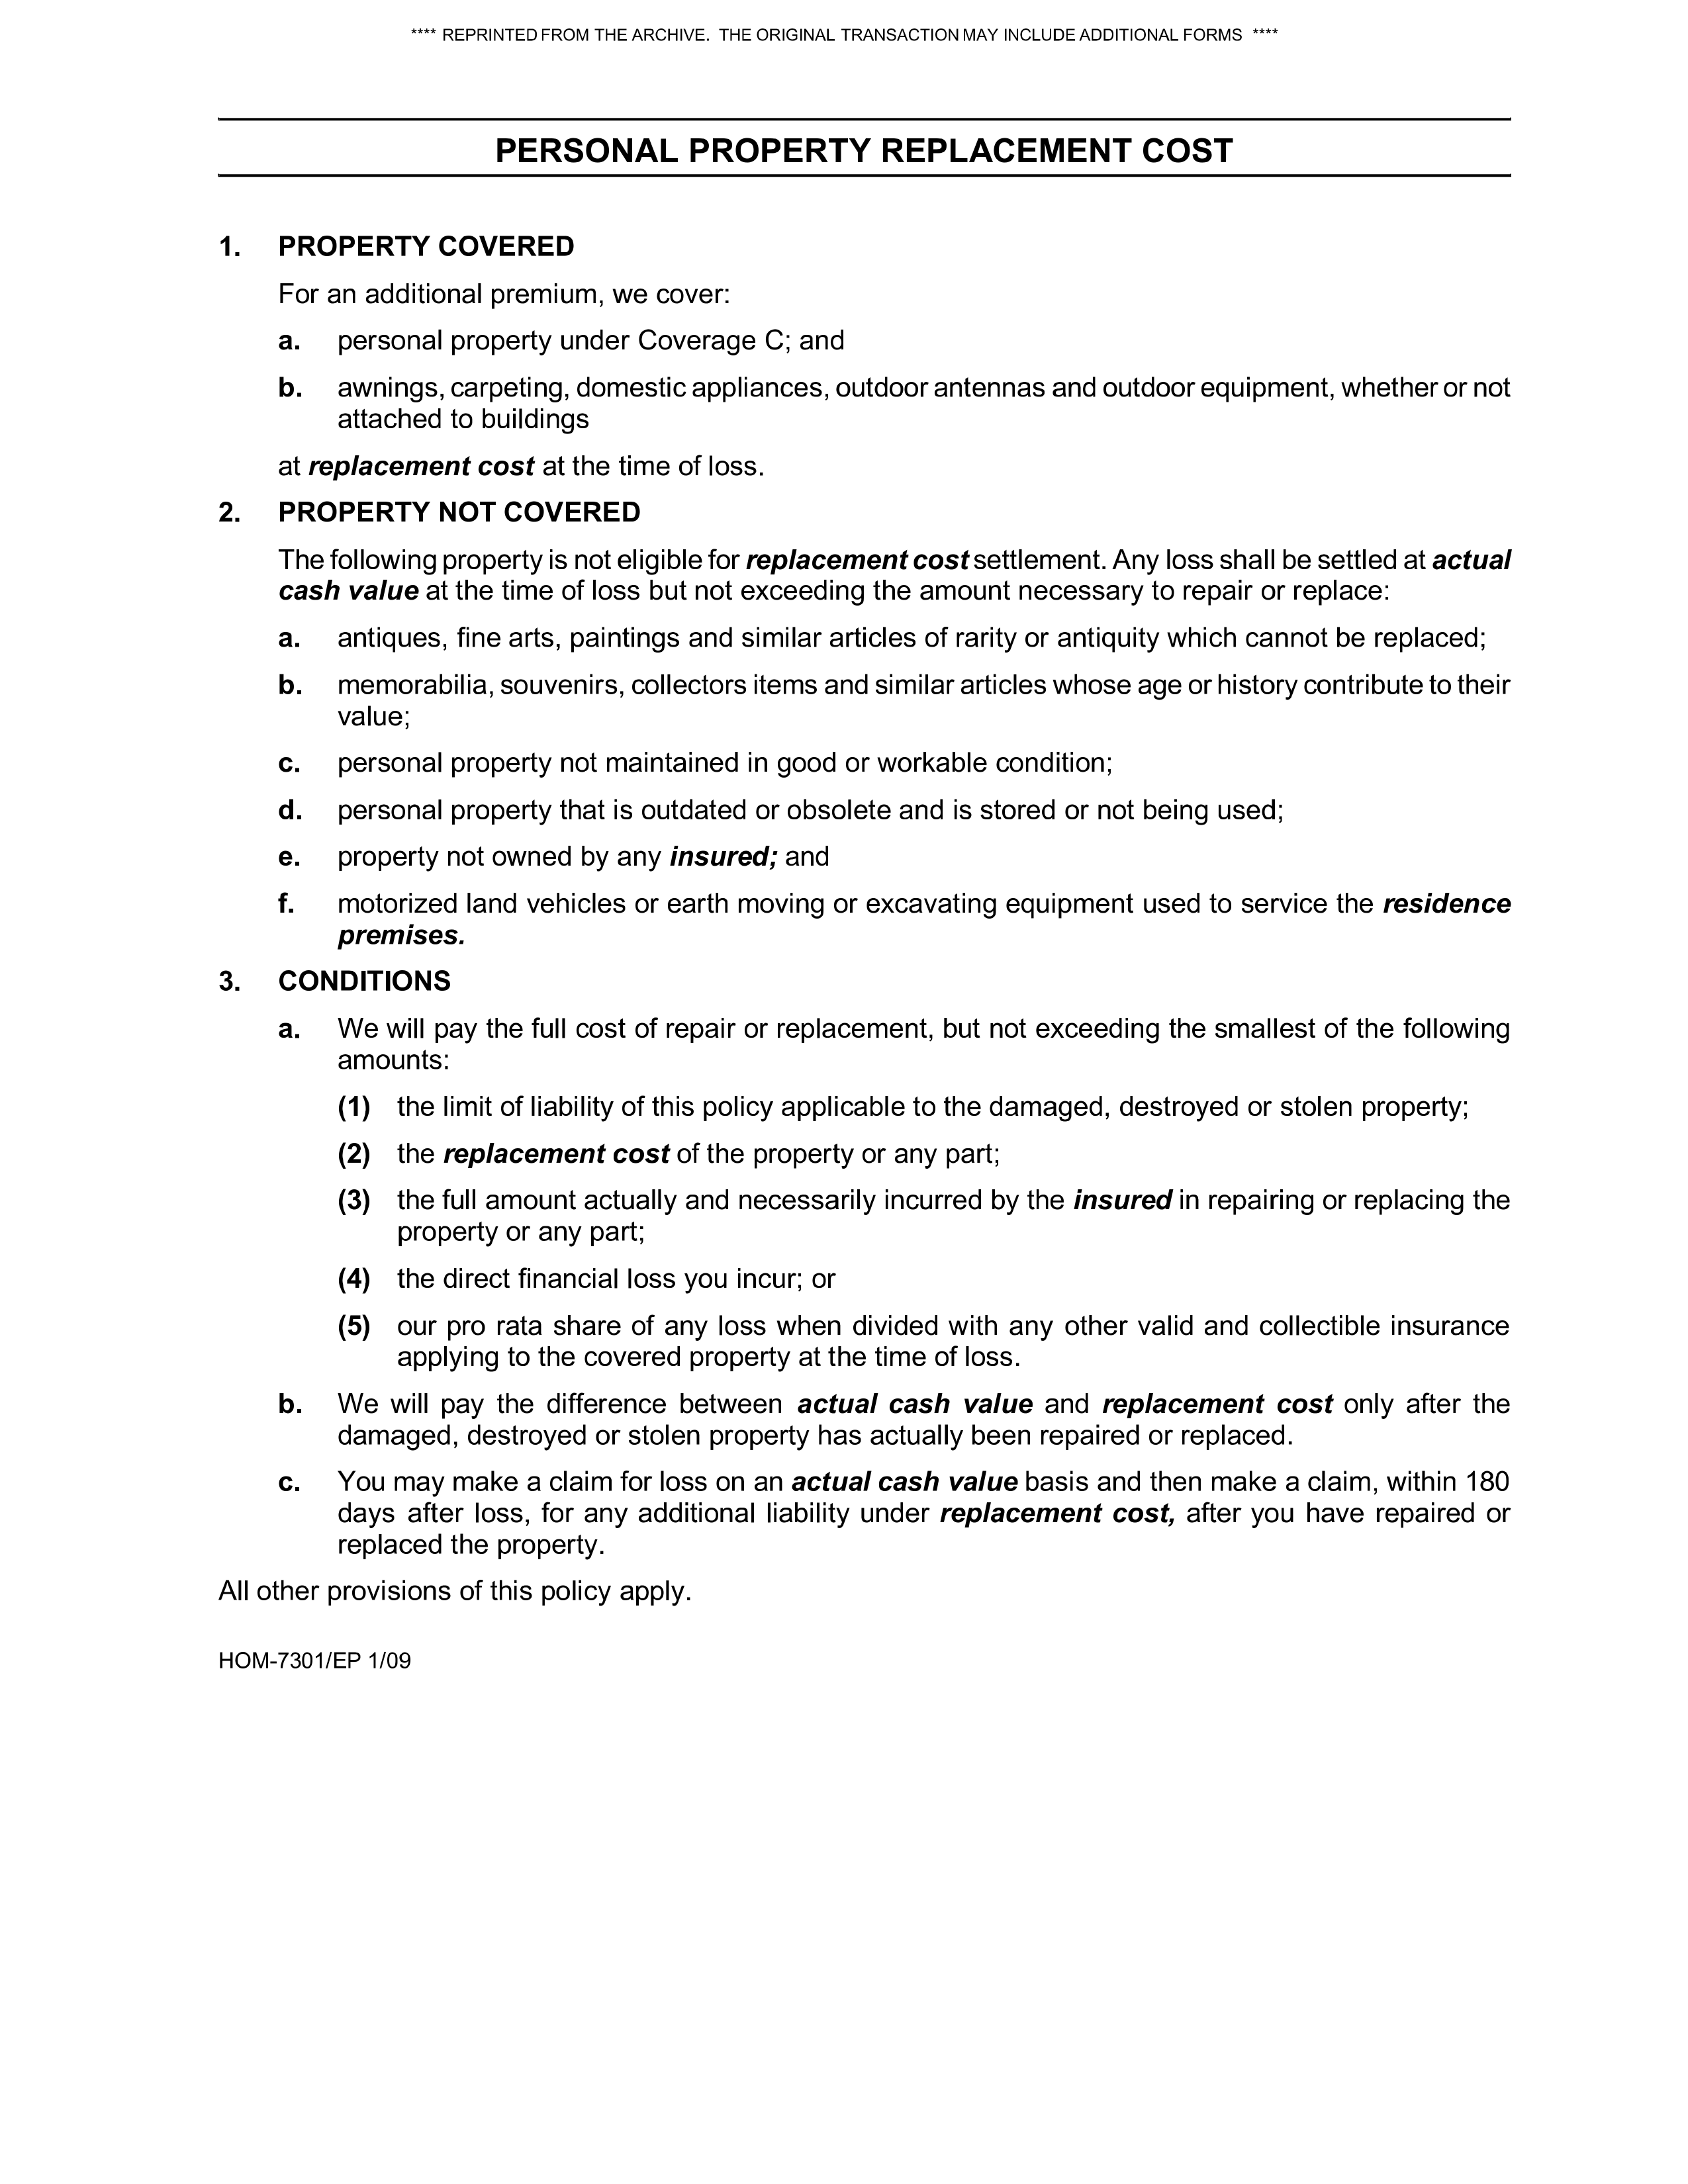 **** REPRINTED FROM THE ARCHIVE. THE ORIGINAL TRANSACTION MAY INCLUDE ADDITIONAL FORMS ****
PERSONAL PROPERTY REPLACEMENT COST
1. PROPERTY COVERED
For an additional premium, we cover:
a. personal property under Coverage C; and
b. awnings, carpeting, domestic appliances, outdoor antennas and outdoor equipment, whether or not
attached to buildings
at replacement cost at the time of loss.
2. PROPERTY NOT COVERED
The following property is not eligible for replacement cost settlement. Any loss shall be settled at actual
cash value at the time of loss but not exceeding the amount necessary to repair or replace:
a. antiques, fine arts, paintings and similar articles of rarity or antiquity which cannot be replaced;
b. memorabilia, souvenirs, collectors items and similar articles whose age or history contribute to their
value;
c. personal property not maintained in good or workable condition;
d. personal property that is outdated or obsolete and is stored or not being used;
e. property not owned by any insured; and
f. motorized land vehicles or earth moving or excavating equipment used to service the residence
premises.
3. CONDITIONS
a. We will pay the full cost of repair or replacement, but not exceeding the smallest of the following
amounts:
(1) the limit of liability of this policy applicable to the damaged, destroyed or stolen property;
(2) the replacement cost of the property or any part;
(3) the full amount actually and necessarily incurred by the insured in repairing or replacing the
property or any part;
(4) the direct financial loss you incur; or
(5) our pro rata share of any loss when divided with any other valid and collectible insurance
applying to the covered property at the time of loss.
b. We will pay the difference between actual cash value and replacement cost only after the
damaged, destroyed or stolen property has actually been repaired or replaced.
c. You may make a claim for loss on an actual cash value basis and then make a claim, within 180
days after loss, for any additional liability under replacement cost, after you have repaired or
replaced the property.
All other provisions of this policy apply.
HOM-7301/EP 1/09